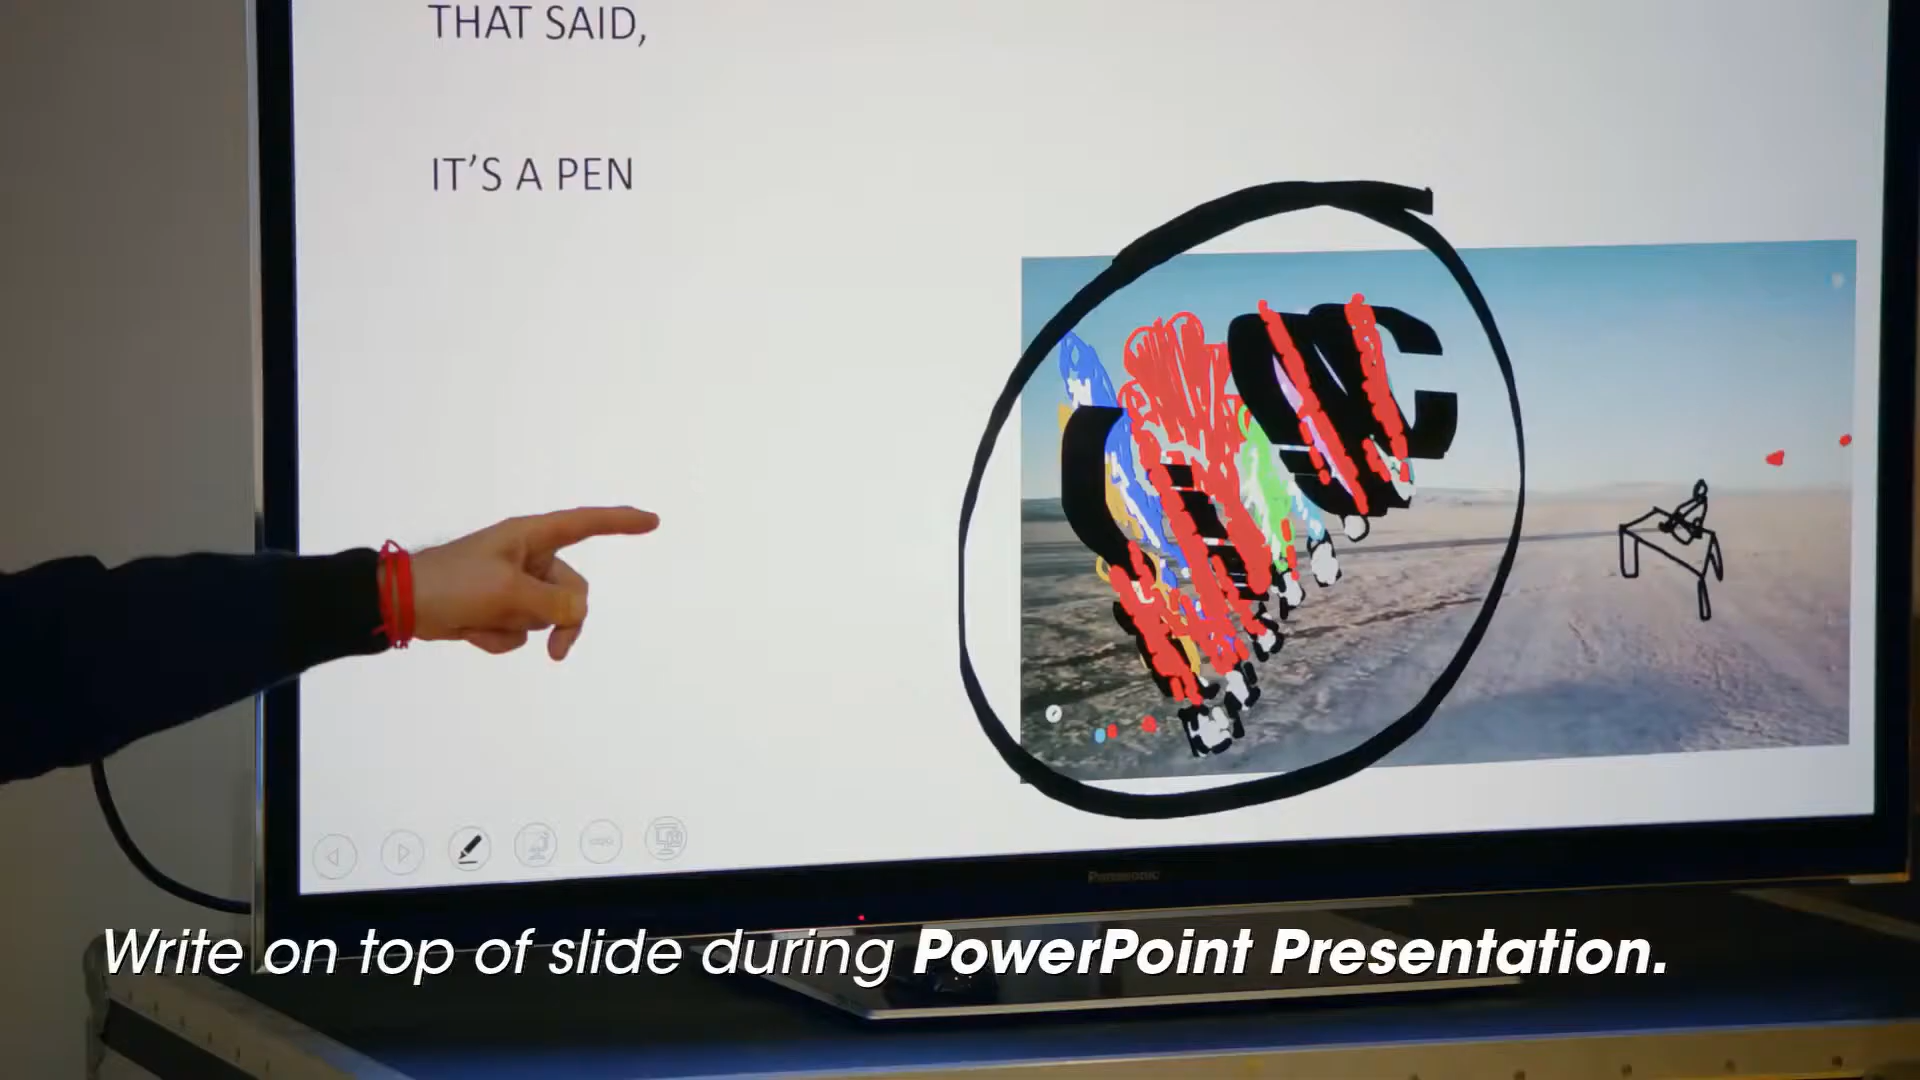 THAT SAID,
IT’S A PEN
Panasonic
Write on top of slide during PowerPoint Presentation.